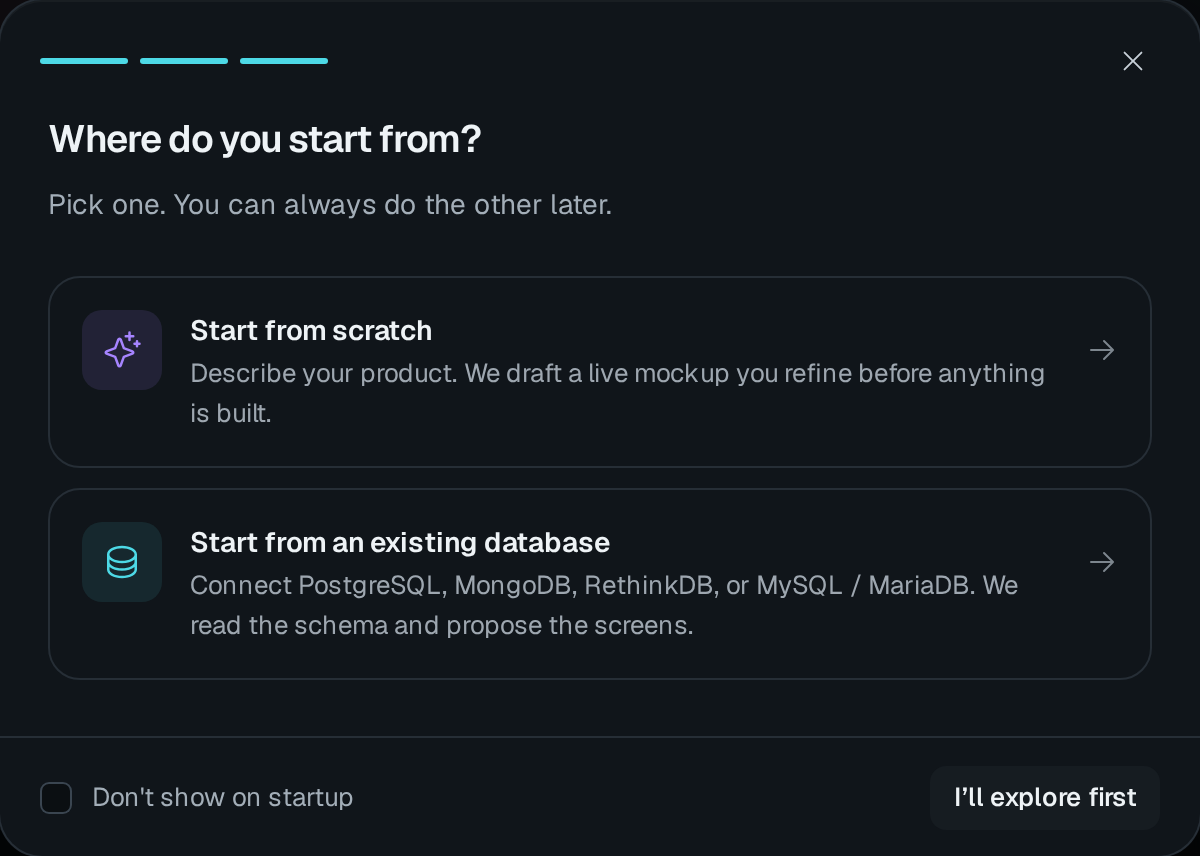 Where do you start from?
Pick one. You can always do the other later.
Start from scratch
Describe your product. We draft a live mockup you refine before anything
is built.
Start from an existing database
Connect PostgreSQL, MongoDB, RethinkDB, or MySQL / MariaDB. We
read the schema and propose the screens.
Don't show on startup
I’ll explore first